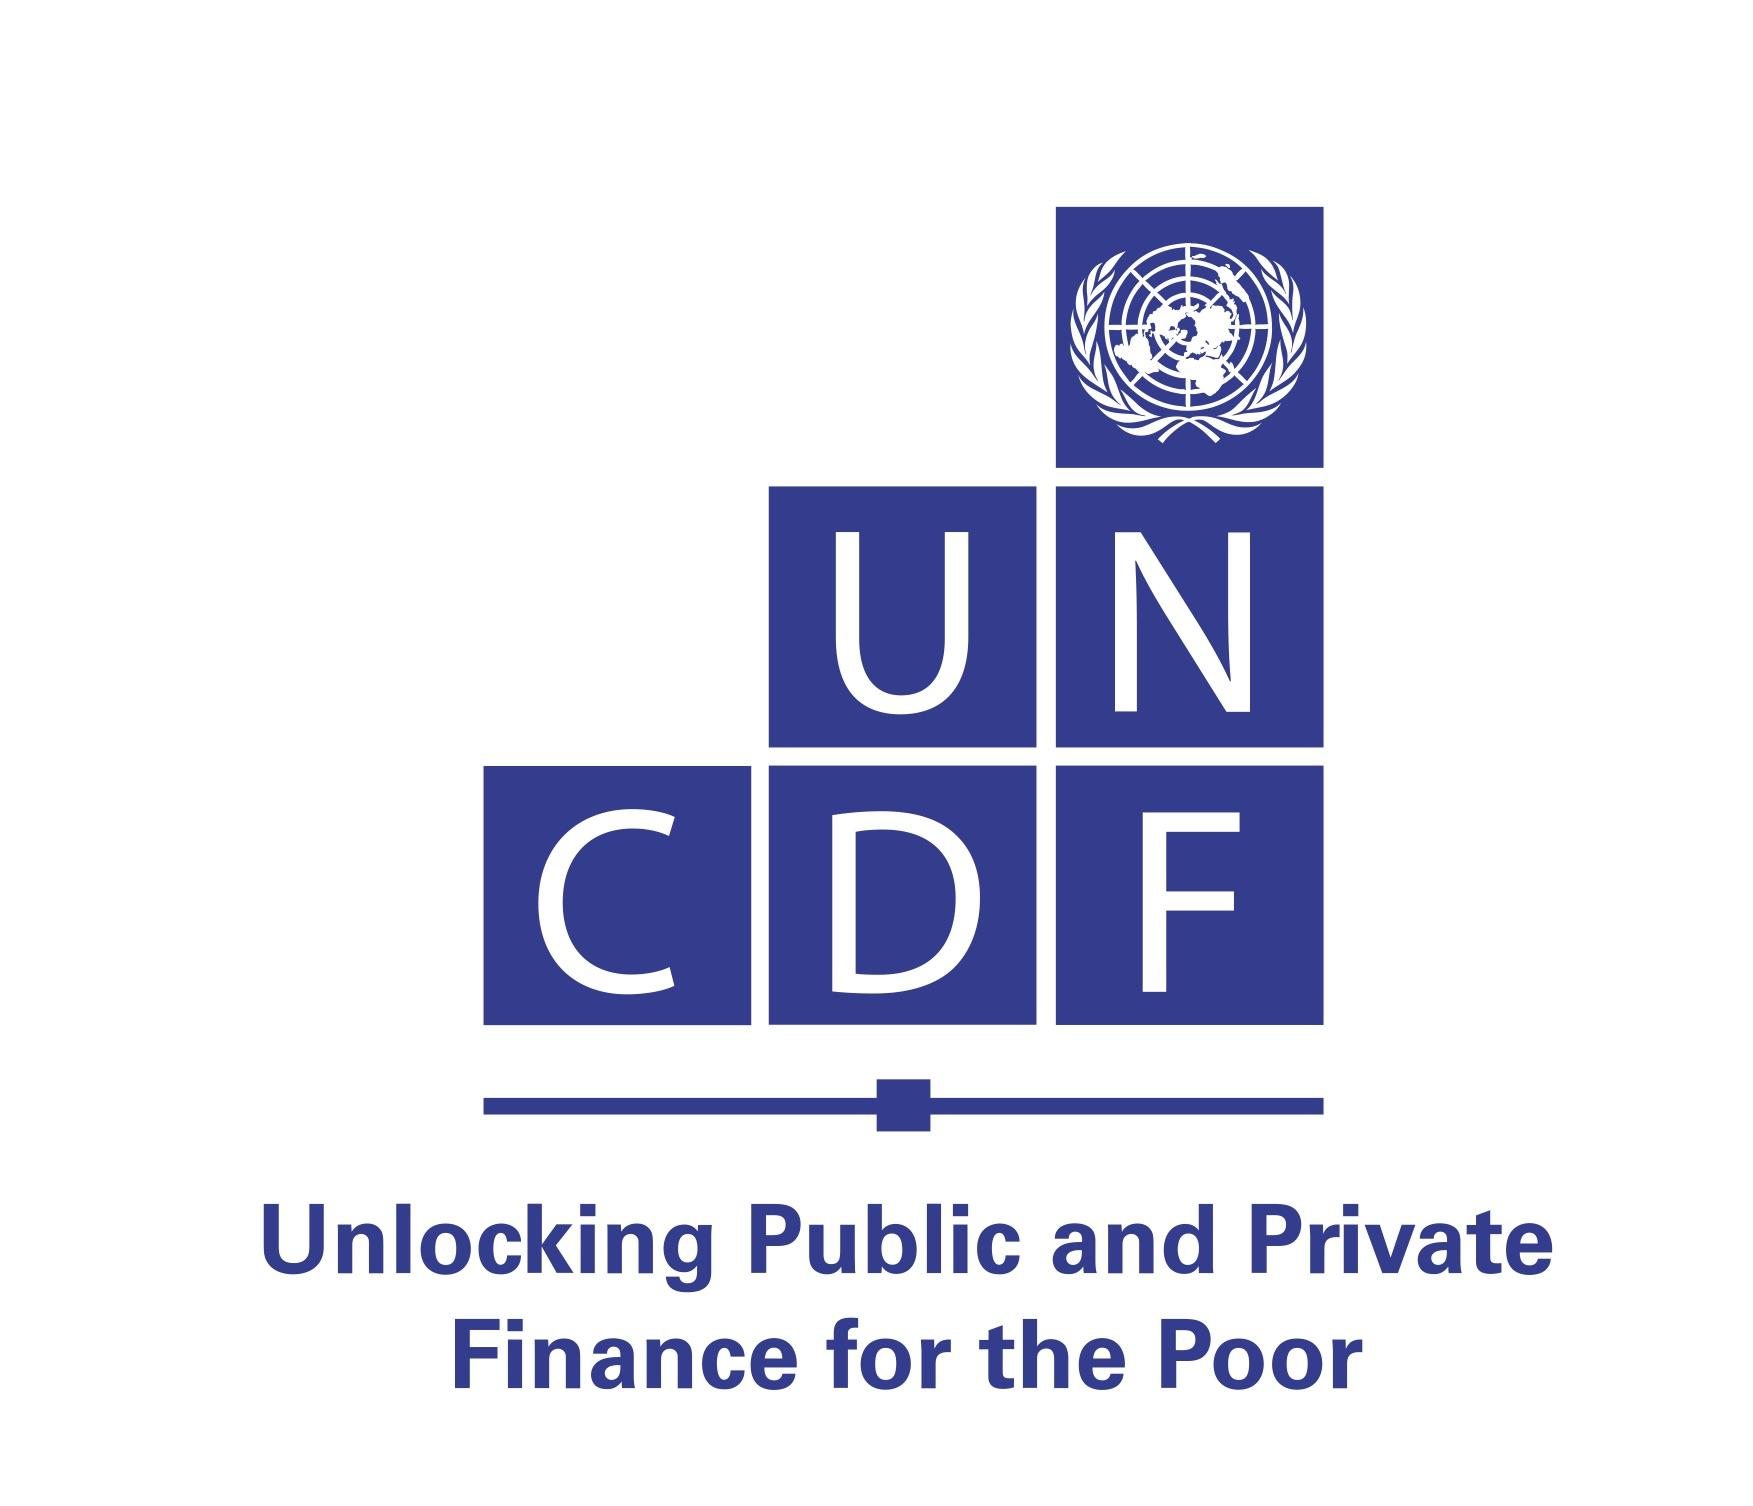 UN
CDF
Unlocking Public and Private
Finance for the Poor